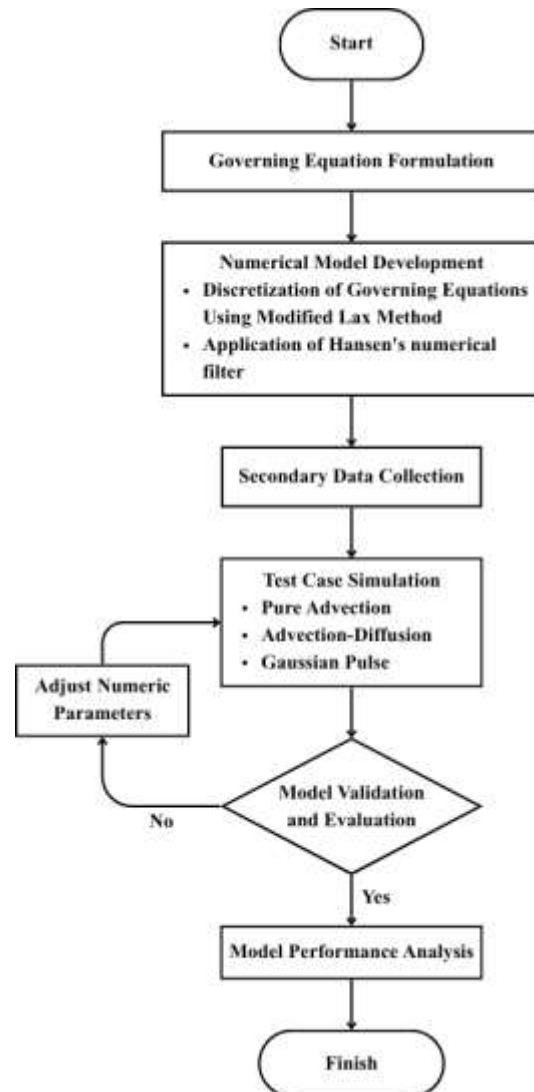 Start
Governing Equation Formulation
Numerical Model Development
• Discretization of Governing Equations
Using Modified Lax Method
• Application of Hansen's numerical
filter
Secondary Data Collection
Test Case Simulation
• Pure Advection
• Advection-Diffusion
• Gaussian Pulse
Adjust Numeric
Parameters
Model Validation
and Evaluation
No
Yes
Model Performance Analysis
Finish